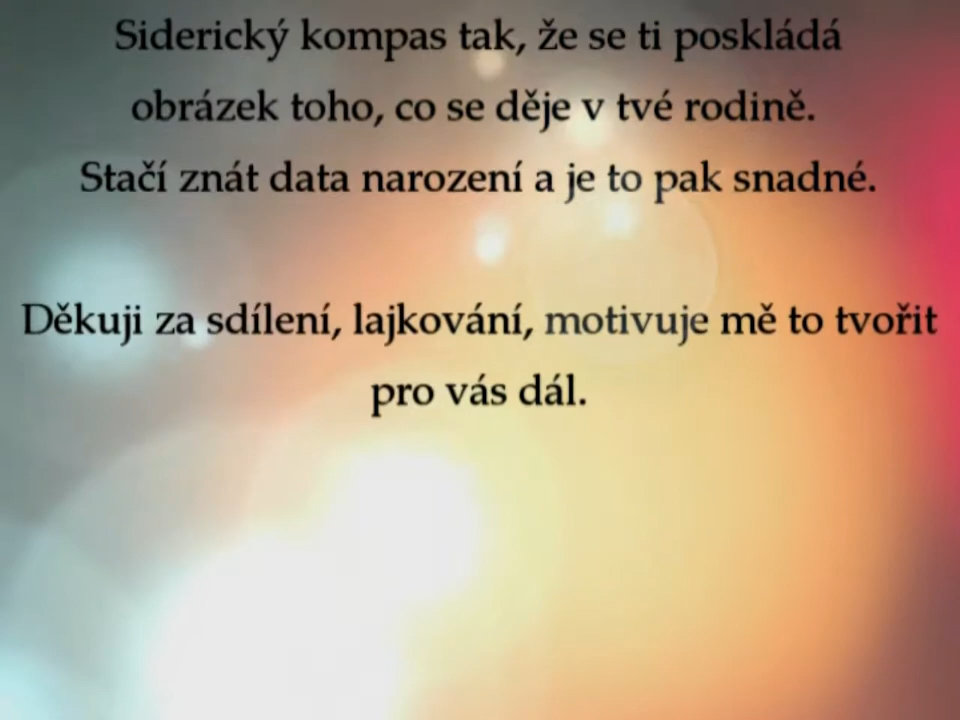 Siderický kompas tak, že se ti poskládá
obrázek toho, co se děje v tvé rodině.
Stačí znát data narození a je to pak snadné.
Děkuji za sdílení, lajkování, motivuje mě to tvořit
pro vás dál.